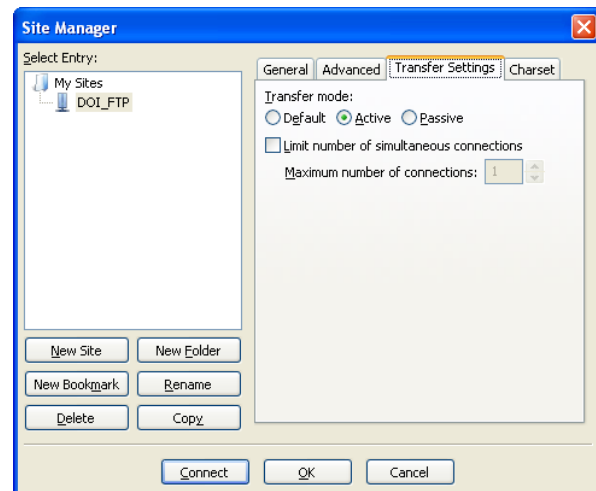 Site Manager
Select Entry:
My Sites
DOI_FTP
New Site
New Folder
New Bookmark
Rename
Delete
Copy
General
Advanced
Transfer Settings
Charset
Transfer mode:
Default
Active
Passive
Limit number of simultaneous connections
Maximum number of connections: 1
Connect
OK
Cancel